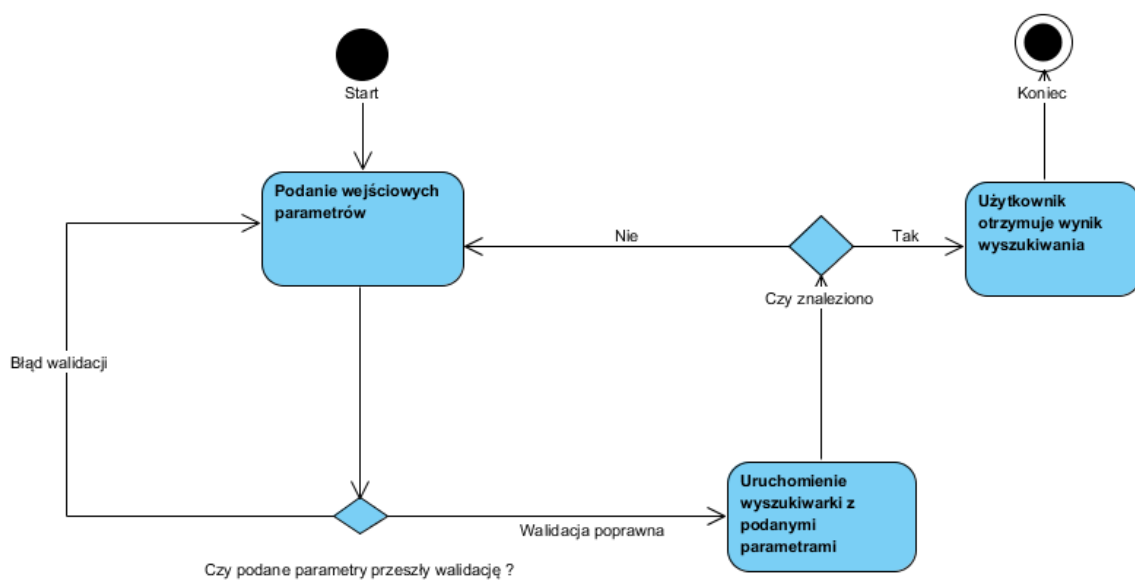 Start
Koniec
Podanie wejściowych
parametrów
Użytkownik
otrzymuje wynik
wyszukiwania
Nie
Tak
Czy znaleziono
Błąd walidacji
Uruchomienie
wyszukiwarki z
podanymi
parametrami
Walidacja poprawna
Czy podane parametry przeszły walidację ?